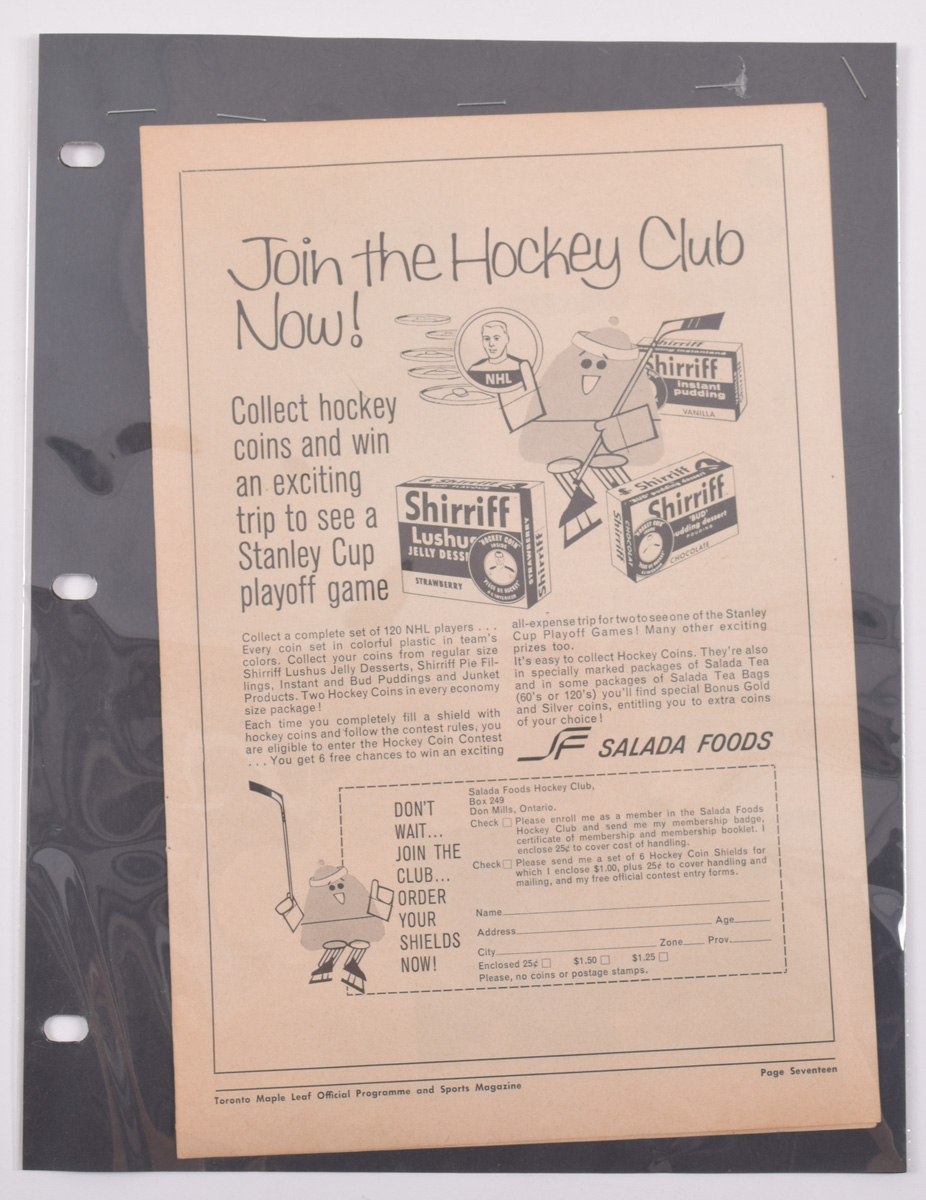 Join the Hockey Club
Now!
NHL
Shirriff
Instant
pudding
VANILLA
Collect hockey
coins and win
an exciting
trip to see a
Stanley Cup
playoff game
Shirriff
Shirriff
Lushus
JELLY DESSE
STRAWBERRY
HOCKEY COIN
INSIDE
STRAWBERRY
Shirriff
Shirriff
Shirriff
'BUD'
pudding dessert
CHOCOLATE
HOCKEY COIN
CHOCOLAT
Shirriff
Collect a complete set of 120 NHL players . . .
Every coin set in colorful plastic in team's
colors. Collect your coins from regular size
Shirriff Lushus Jelly Desserts, Shirriff Pie Fil-
lings, Instant and Bud Puddings and Junket
Products. Two Hockey Coins in every economy
size package!
Each time you completely fill a shield with
hockey coins and follow the contest rules, you
are eligible to enter the Hockey Coin Contest
. . . You get 6 free chances to win an exciting
all-expense trip for two to see one of the Stanley
Cup Playoff Games! Many other exciting
prizes too.
It's easy to collect Hockey Coins. They're also
in specially marked packages of Salada Tea
and in some packages of Salada Tea Bags
(60's or 120's) you'll find special Bonus Gold
and Silver coins, entitling you to extra coins
of your choice!
SF SALADA FOODS
DON'T
WAIT...
JOIN THE
CLUB...
ORDER
YOUR
SHIELDS
NOW!
Salada Foods Hockey Club,
Box 249
Don Mills, Ontario.
Check □ Please enroll me as a member in the Salada Foods
Hockey Club and send me my membership badge,
certificate of membership and membership booklet. I
enclose 25¢ to cover cost of handling.
Check □ Please send me a set of 6 Hockey Coin Shields for
which I enclose $1.00, plus 25¢ to cover handling and
mailing, and my free official contest entry forms.
Name
Address Age
City Zone Prov.
Enclosed 25¢ □ $1.50 □ $1.25 □
Please, no coins or postage stamps.
Toronto Maple Leaf Official Programme and Sports Magazine
Page Seventeen